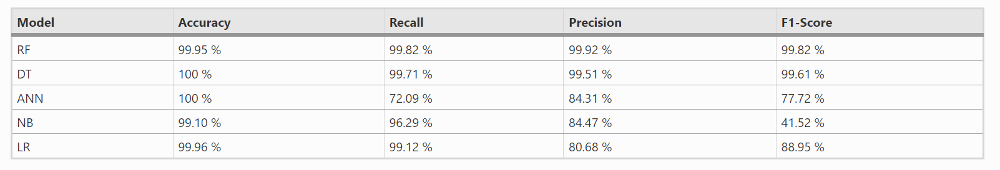 Model Accuracy Recall Precision F1-Score
RF 99.95 % 99.82 % 99.92 % 99.82 %
DT 100 % 99.71 % 99.51 % 99.61 %
ANN 100 % 72.09 % 84.31 % 77.72 %
NB 99.10 % 96.29 % 84.47 % 41.52 %
LR 99.96 % 99.12 % 80.68 % 88.95 %